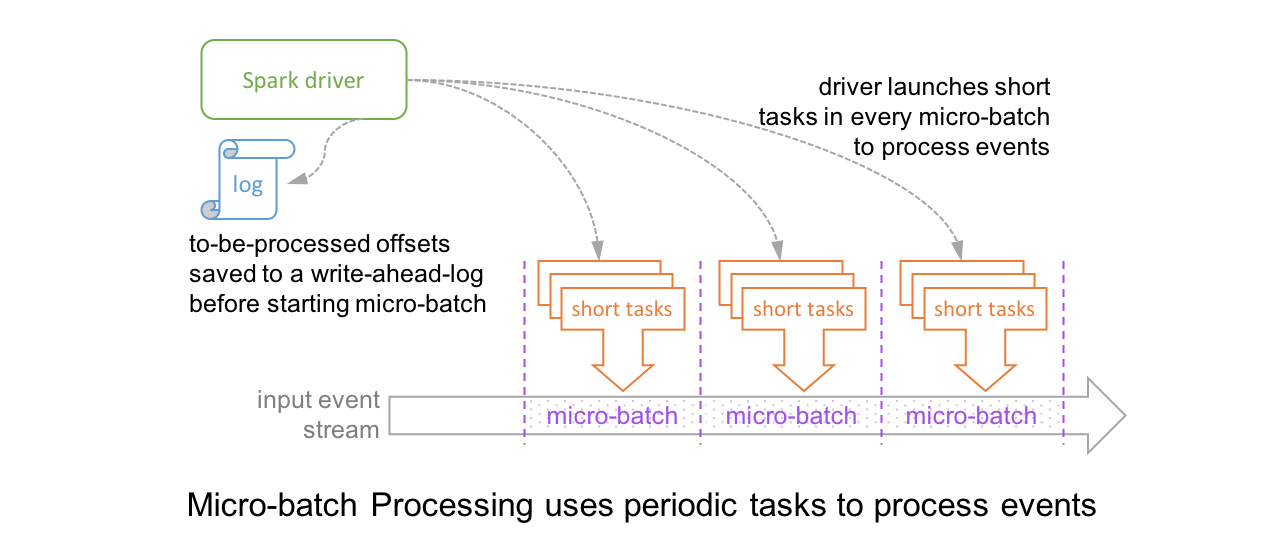 Spark driver
log
driver launches short
tasks in every micro-batch
to process events
to-be-processed offsets
saved to a write-ahead-log
before starting micro-batch
short tasks
short tasks
short tasks
input event
stream
micro-batch
micro-batch
micro-batch
Micro-batch Processing uses periodic tasks to process events